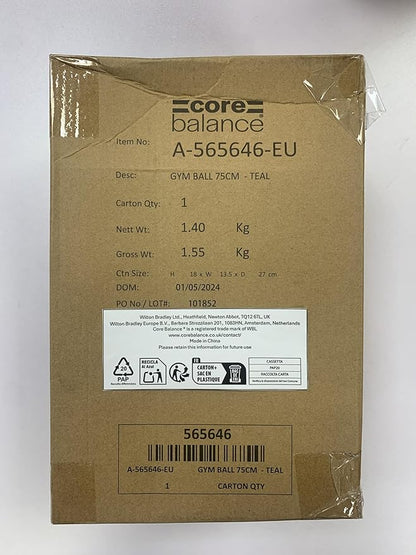 core
balance®
Item No: A-565646-EU
Desc: GYM BALL 75CM - TEAL
Carton Qty: 1
Nett Wt: 1.40 Kg
Gross Wt: 1.55 Kg
Ctn Size: H 18 x W 13.5 x D 27 cm
DOM: 01/05/2024
PO No / LOT#: 101852
Wilton Bradley Ltd., Heathfield, Newton Abbot, TQ12 6TL, UK
Wilton Bradley Europe B.V., Barbara Strozzilaan 201, 1083HN, Amsterdam, Netherlands
Core Balance ® is a registered trade mark of WBL
www.corebalance.co.uk/contact/
Made in China
Please retain this information for future use
20
PAP
RECICLA
Al Azul
FR
CARTON+
SAC EN
PLASTIQUE
CASSETTA
PAP20
RACCOLTA CARTA
565646
A-565646-EU GYM BALL 75CM - TEAL
1 CARTON QTY